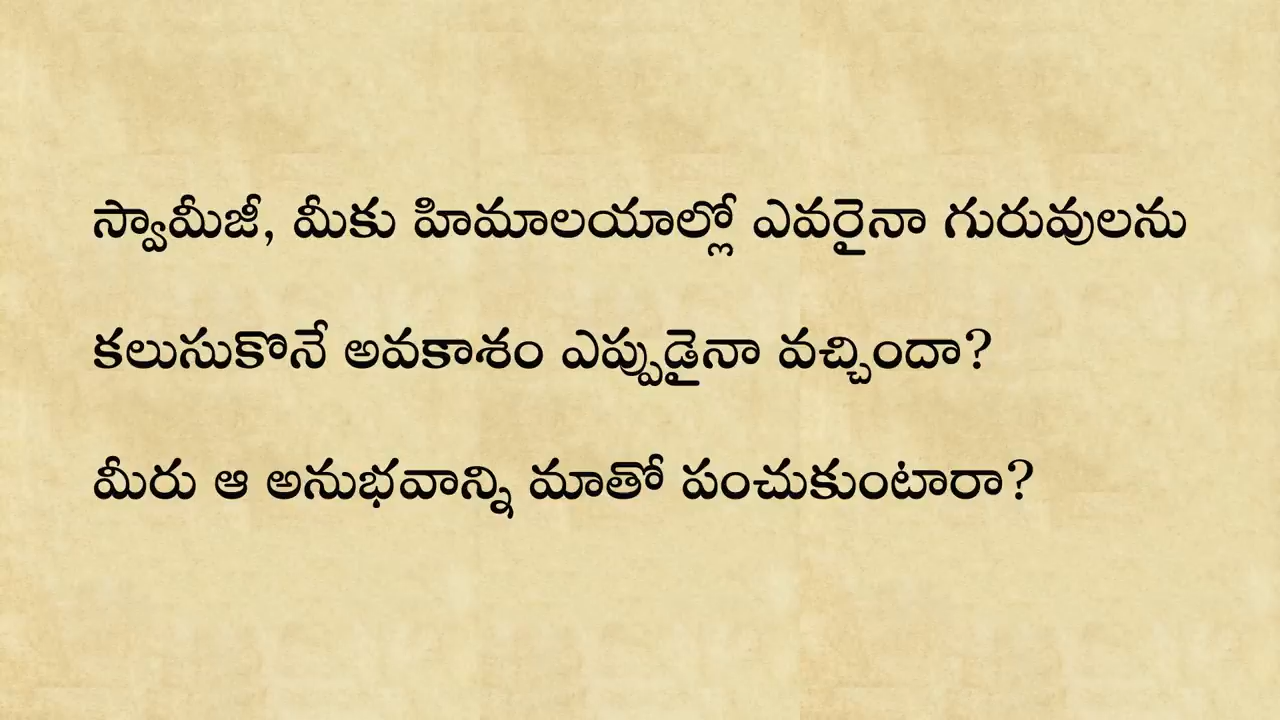 స్వామీజీ, మీకు హిమాలయాల్లో ఎవరైనా గురువులను
కలుసుకొనే అవకాశం ఎప్పుడైనా వచ్చిందా?
మీరు ఆ అనుభవాన్ని మాతో పంచుకుంటారా?